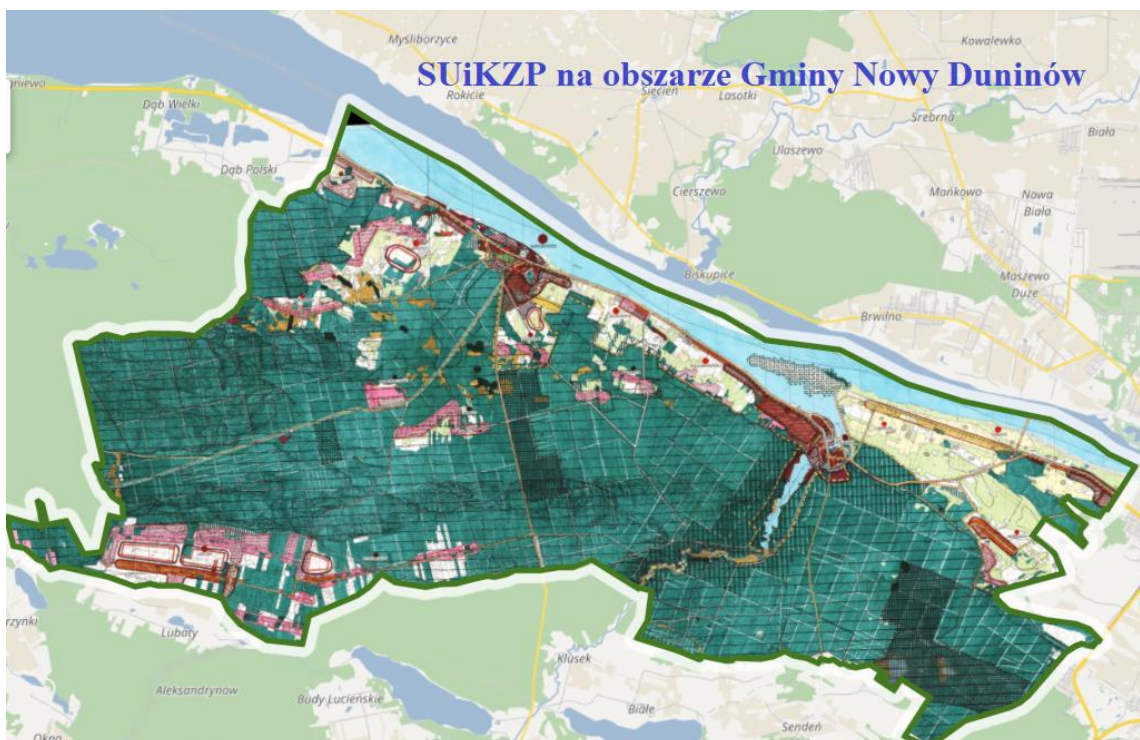 Myśliborzyce
Kowalewko
SUiKZP na obszarze Gminy Nowy Duninów
Dąb Wielki
Rokicie
Siecień
Lasotki
Srebrna
Biała
Dąb Polski
Ulaszewo
Cierszewo
Mańkowo
Nowa
Biała
Biskupice
Maszewo
Duże
Brwilno
Lubaty
Kłusek
Aleksandrynów
Budy Lucieńskie
Białe
Sendeń